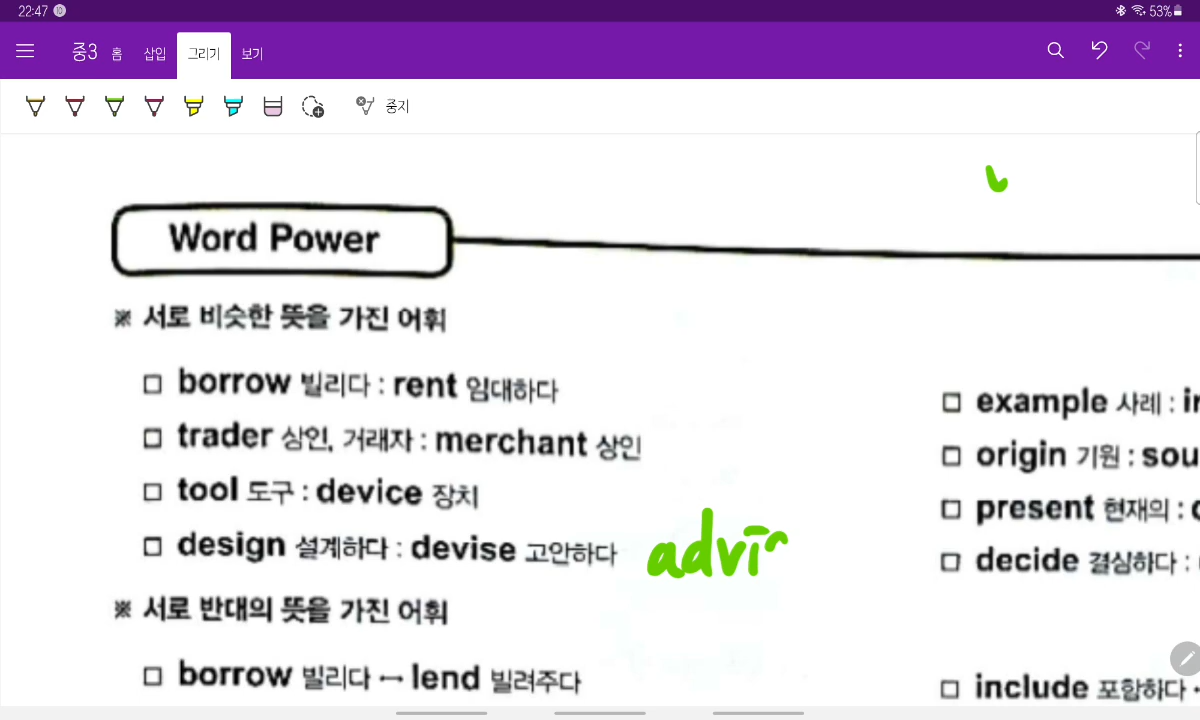 22:47
53%
중3 홈 삽입 그리기 보기
중지
Word Power
※ 서로 비슷한 뜻을 가진 어휘
□ borrow 빌리다 : rent 임대하다
□ trader 상인, 거래자 : merchant 상인
□ tool 도구 : device 장치
□ design 설계하다 : devise 고안하다
□ example 사례 :
□ origin 기원 : sou
□ present 현재의 :
□ decide 결심하다 :
※ 서로 반대의 뜻을 가진 어휘
□ borrow 빌리다 ↔ lend 빌려주다
□ include 포함하다